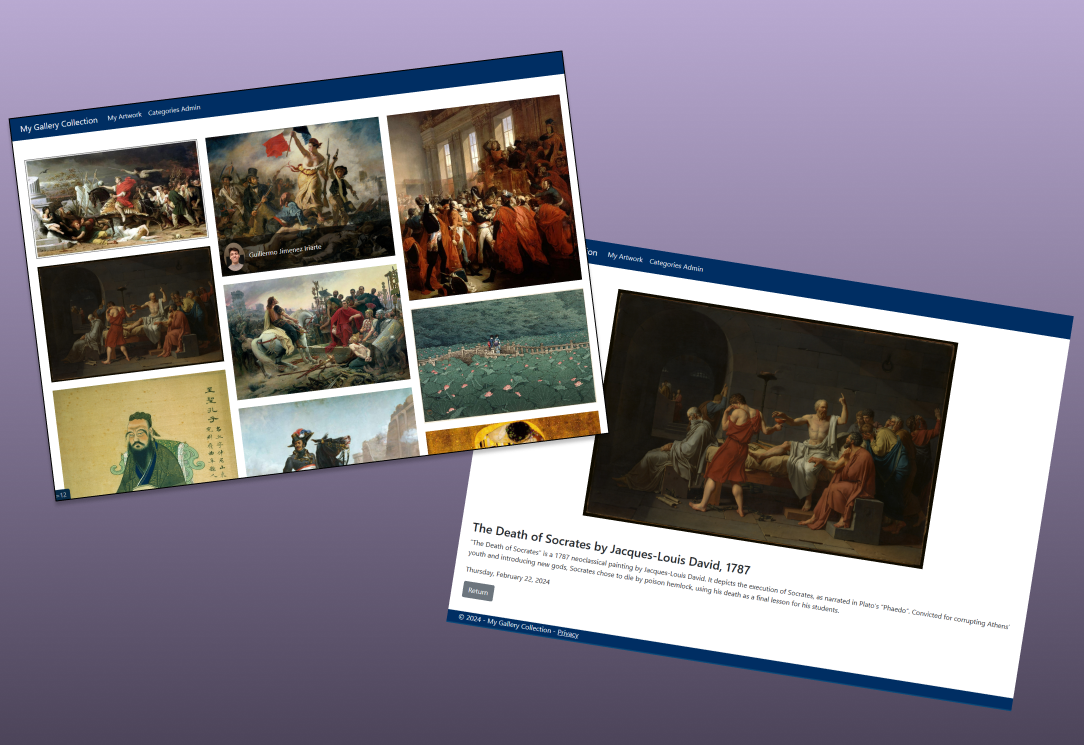 My Gallery Collection My Artwork Categories Admin
Guillermo Jimenez Iriarte
on My Artwork Categories Admin
The Death of Socrates by Jacques-Louis David, 1787
"The Death of Socrates" is a 1787 neoclassical painting by Jacques-Louis David. It depicts the execution of Socrates, as narrated in Plato's "Phaedo". Convicted for corrupting Athens'
youth and introducing new gods, Socrates chose to die by poison hemlock, using his death as a final lesson for his students.
Thursday, February 22, 2024
Return
© 2024 - My Gallery Collection - Privacy